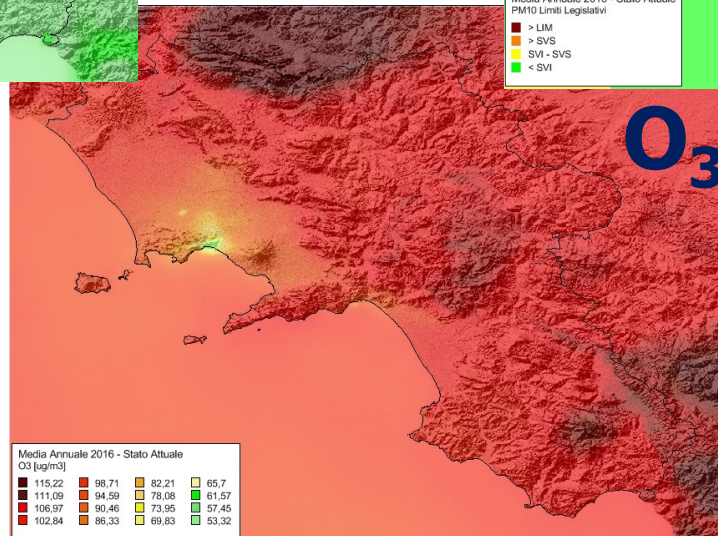 Media Annuale 2016 - Stato Attuale
PM10 Limiti Legislativi
> LIM
> SVS
SVI - SVS
< SVI
O₃
Media Annuale 2016 - Stato Attuale
O3 [ug/m3]
115,22 98,71 82,21 65,7
111,09 94,59 78,08 61,57
106,97 90,46 73,95 57,45
102,84 86,33 69,83 53,32